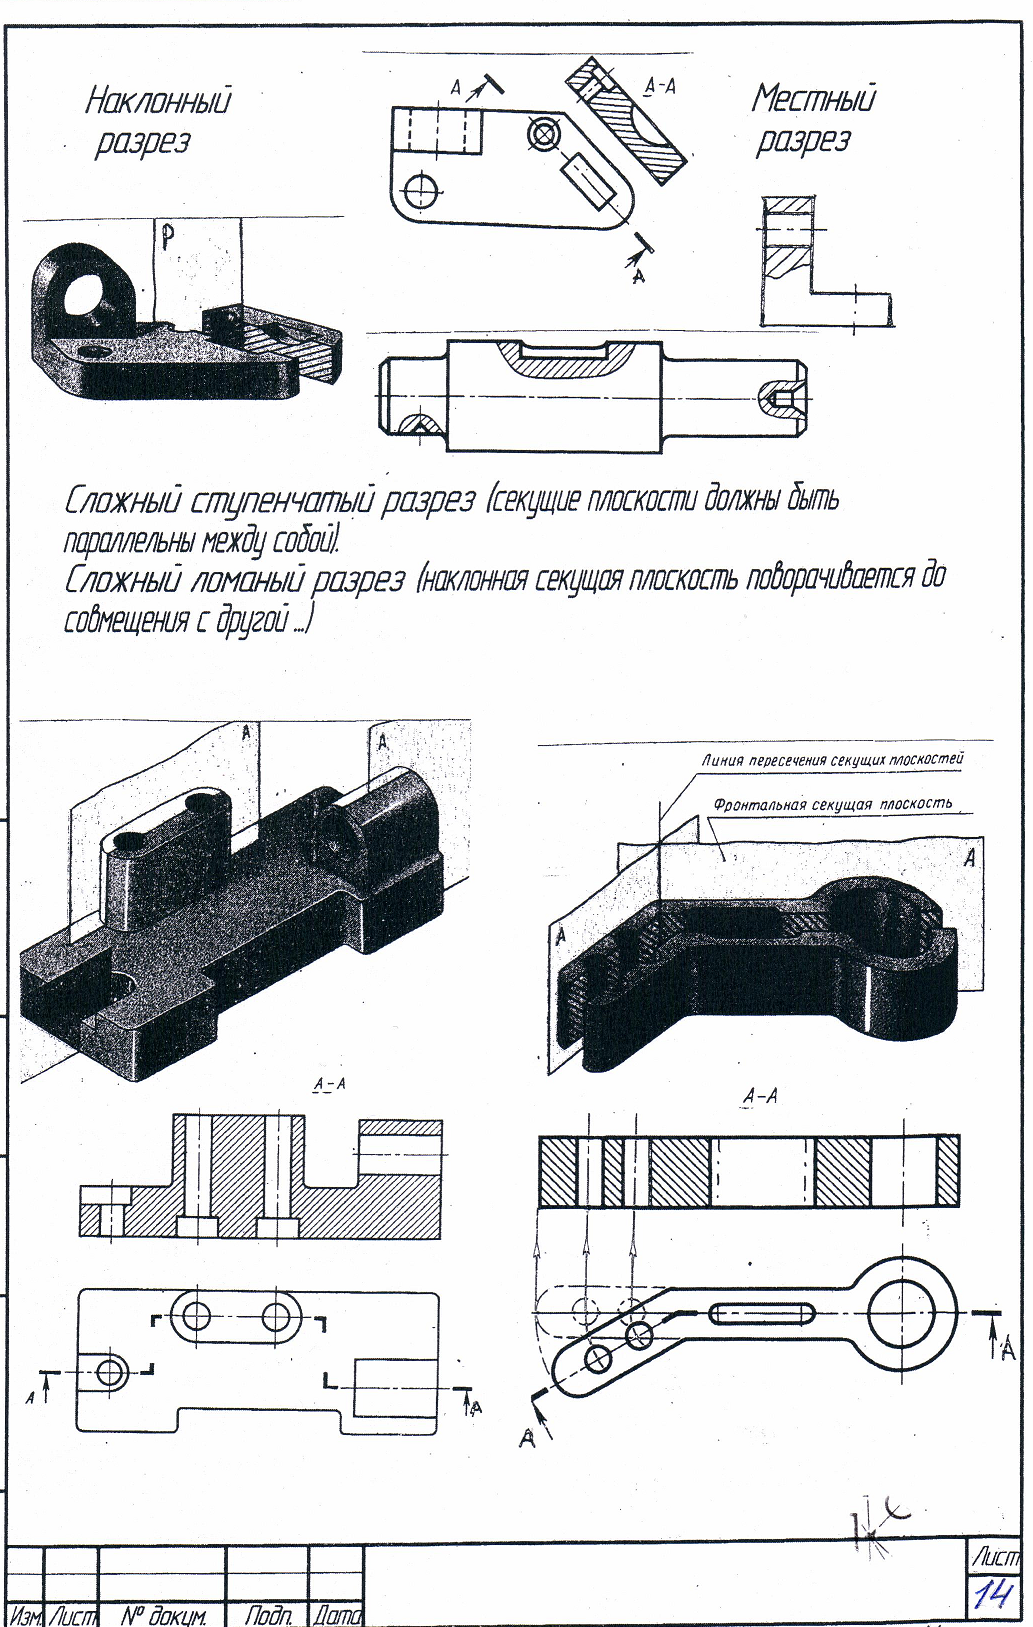 Наклонный
разрез
А
А-А
Местный
разрез
Р
А
Сложный ступенчатый разрез (секущие плоскости должны быть
параллельны между собой).
Сложный ломаный разрез (наклонная секущая плоскость поворачивается до
совмещения с другой ...)
А
А
Линия пересечения секущих плоскостей
Фронтальная секущая плоскость
А
А
А-А
А-А
А
А
А
А
Лист
14
Изм. Лист № докум. Подп. Дата